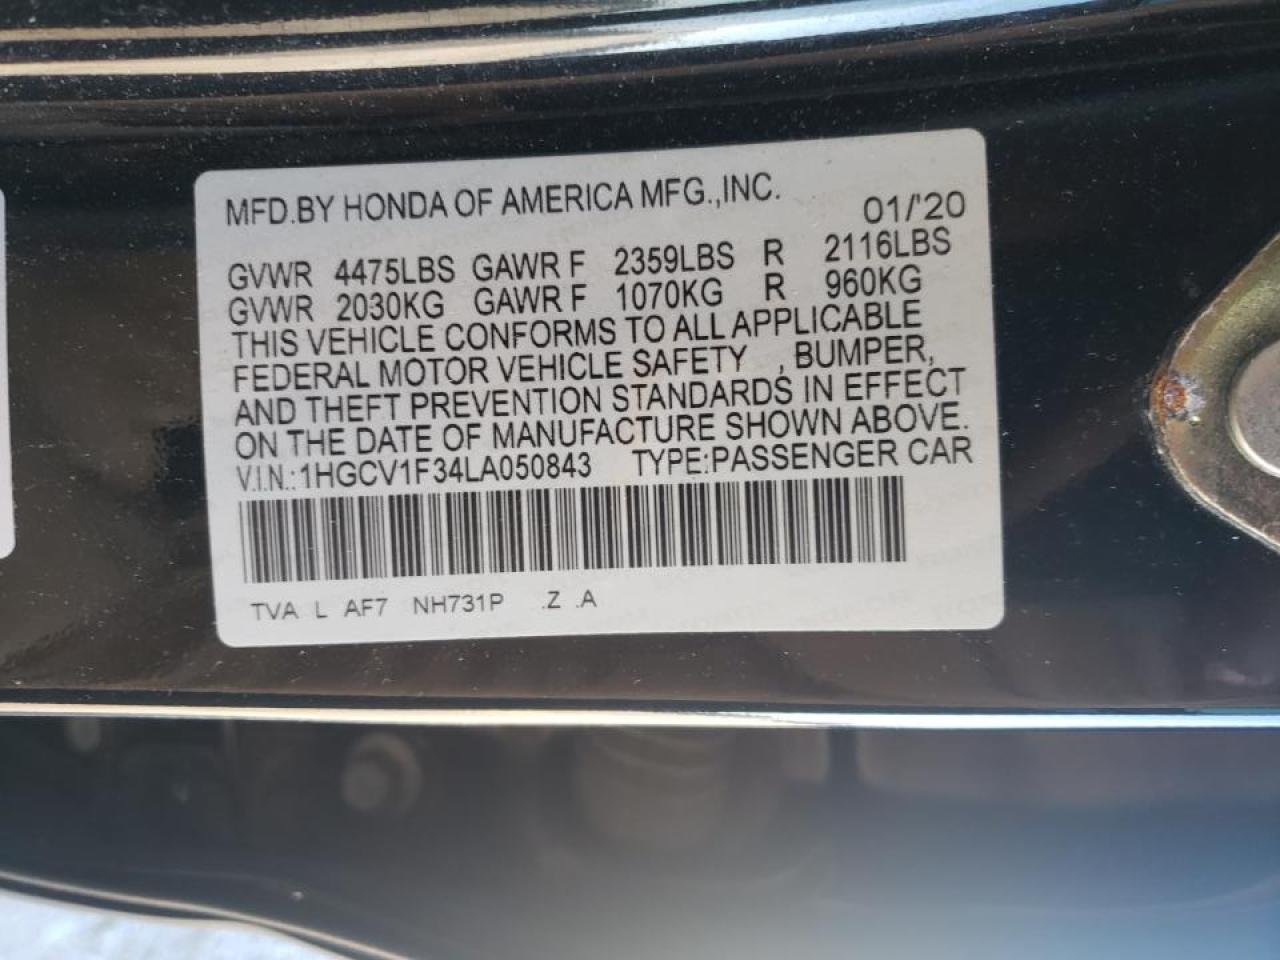 MFD.BY HONDA OF AMERICA MFG.,INC.
01/'20
GVWR 4475LBS GAWR F 2359LBS R 2116LBS
GVWR 2030KG GAWR F 1070KG R 960KG
THIS VEHICLE CONFORMS TO ALL APPLICABLE
FEDERAL MOTOR VEHICLE SAFETY , BUMPER,
AND THEFT PREVENTION STANDARDS IN EFFECT
ON THE DATE OF MANUFACTURE SHOWN ABOVE.
V.I.N.:1HGCV1F34LA050843 TYPE:PASSENGER CAR
TVA L AF7 NH731P .Z .A